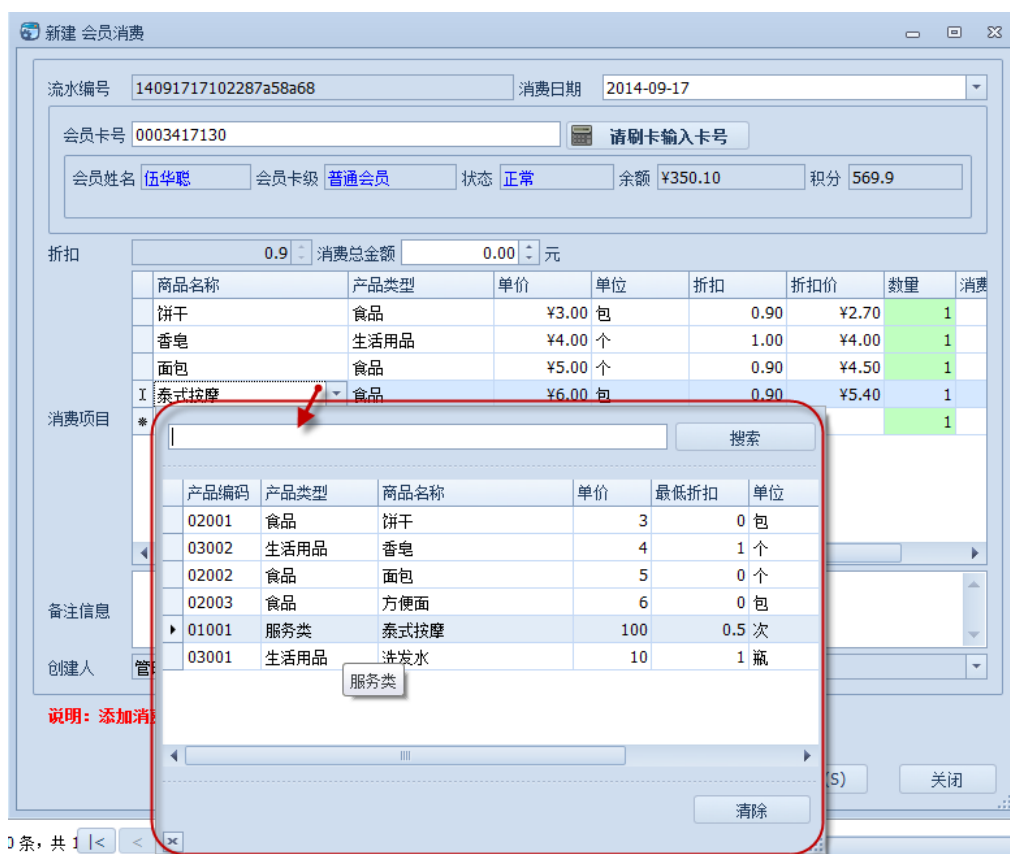 新建 会员消费
流水编号 14091717102287a58a68 消费日期 2014-09-17
会员卡号 0003417130 请刷卡输入卡号
会员姓名 伍华聪 会员卡级 普通会员 状态 正常 余额 ¥350.10 积分 569.9
折扣 0.9 消费总金额 0.00 元
商品名称 产品类型 单价 单位 折扣 折扣价 数量 消费
饼干 食品 ¥3.00 包 0.90 ¥2.70 1
香皂 生活用品 ¥4.00 个 1.00 ¥4.00 1
面包 食品 ¥5.00 个 0.90 ¥4.50 1
泰式按摩 食品 ¥6.00 包 0.90 ¥5.40 1
消费项目 1
搜索
产品编码 产品类型 商品名称 单价 最低折扣 单位
02001 食品 饼干 3 0 包
03002 生活用品 香皂 4 1 个
02002 食品 面包 5 0 个
02003 食品 方便面 6 0 包
01001 服务类 泰式按摩 100 0.5 次
03001 生活用品 洗发水 10 1 瓶
服务类
备注信息
创建人 管
说明：添加消
清除
(S) 关闭
0 条，共 1 |< <